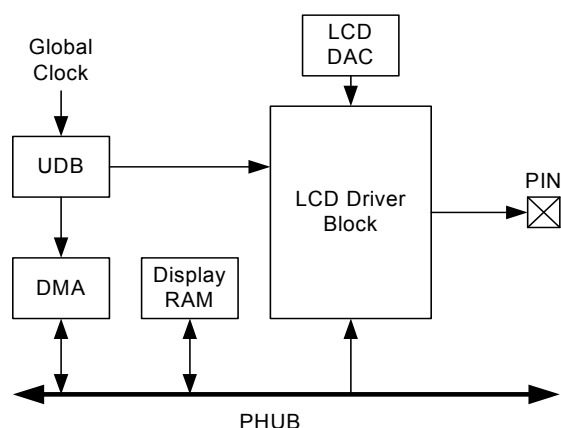 Global
Clock
LCD
DAC
UDB
LCD Driver
Block
PIN
DMA
Display
RAM
PHUB